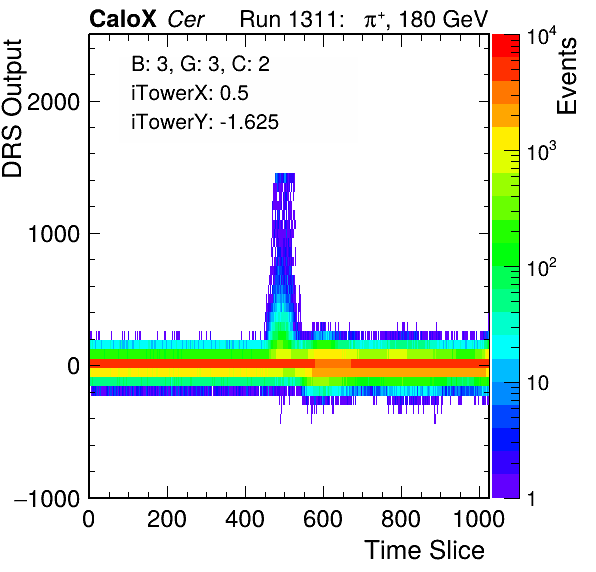 CaloX Cer Run 1311: π⁺, 180 GeV
B: 3, G: 3, C: 2
iTowerX: 0.5
iTowerY: -1.625
DRS Output
2000
1000
0
−1000
0 200 400 600 800 1000
Time Slice
Events
10⁴
10³
10²
10
1